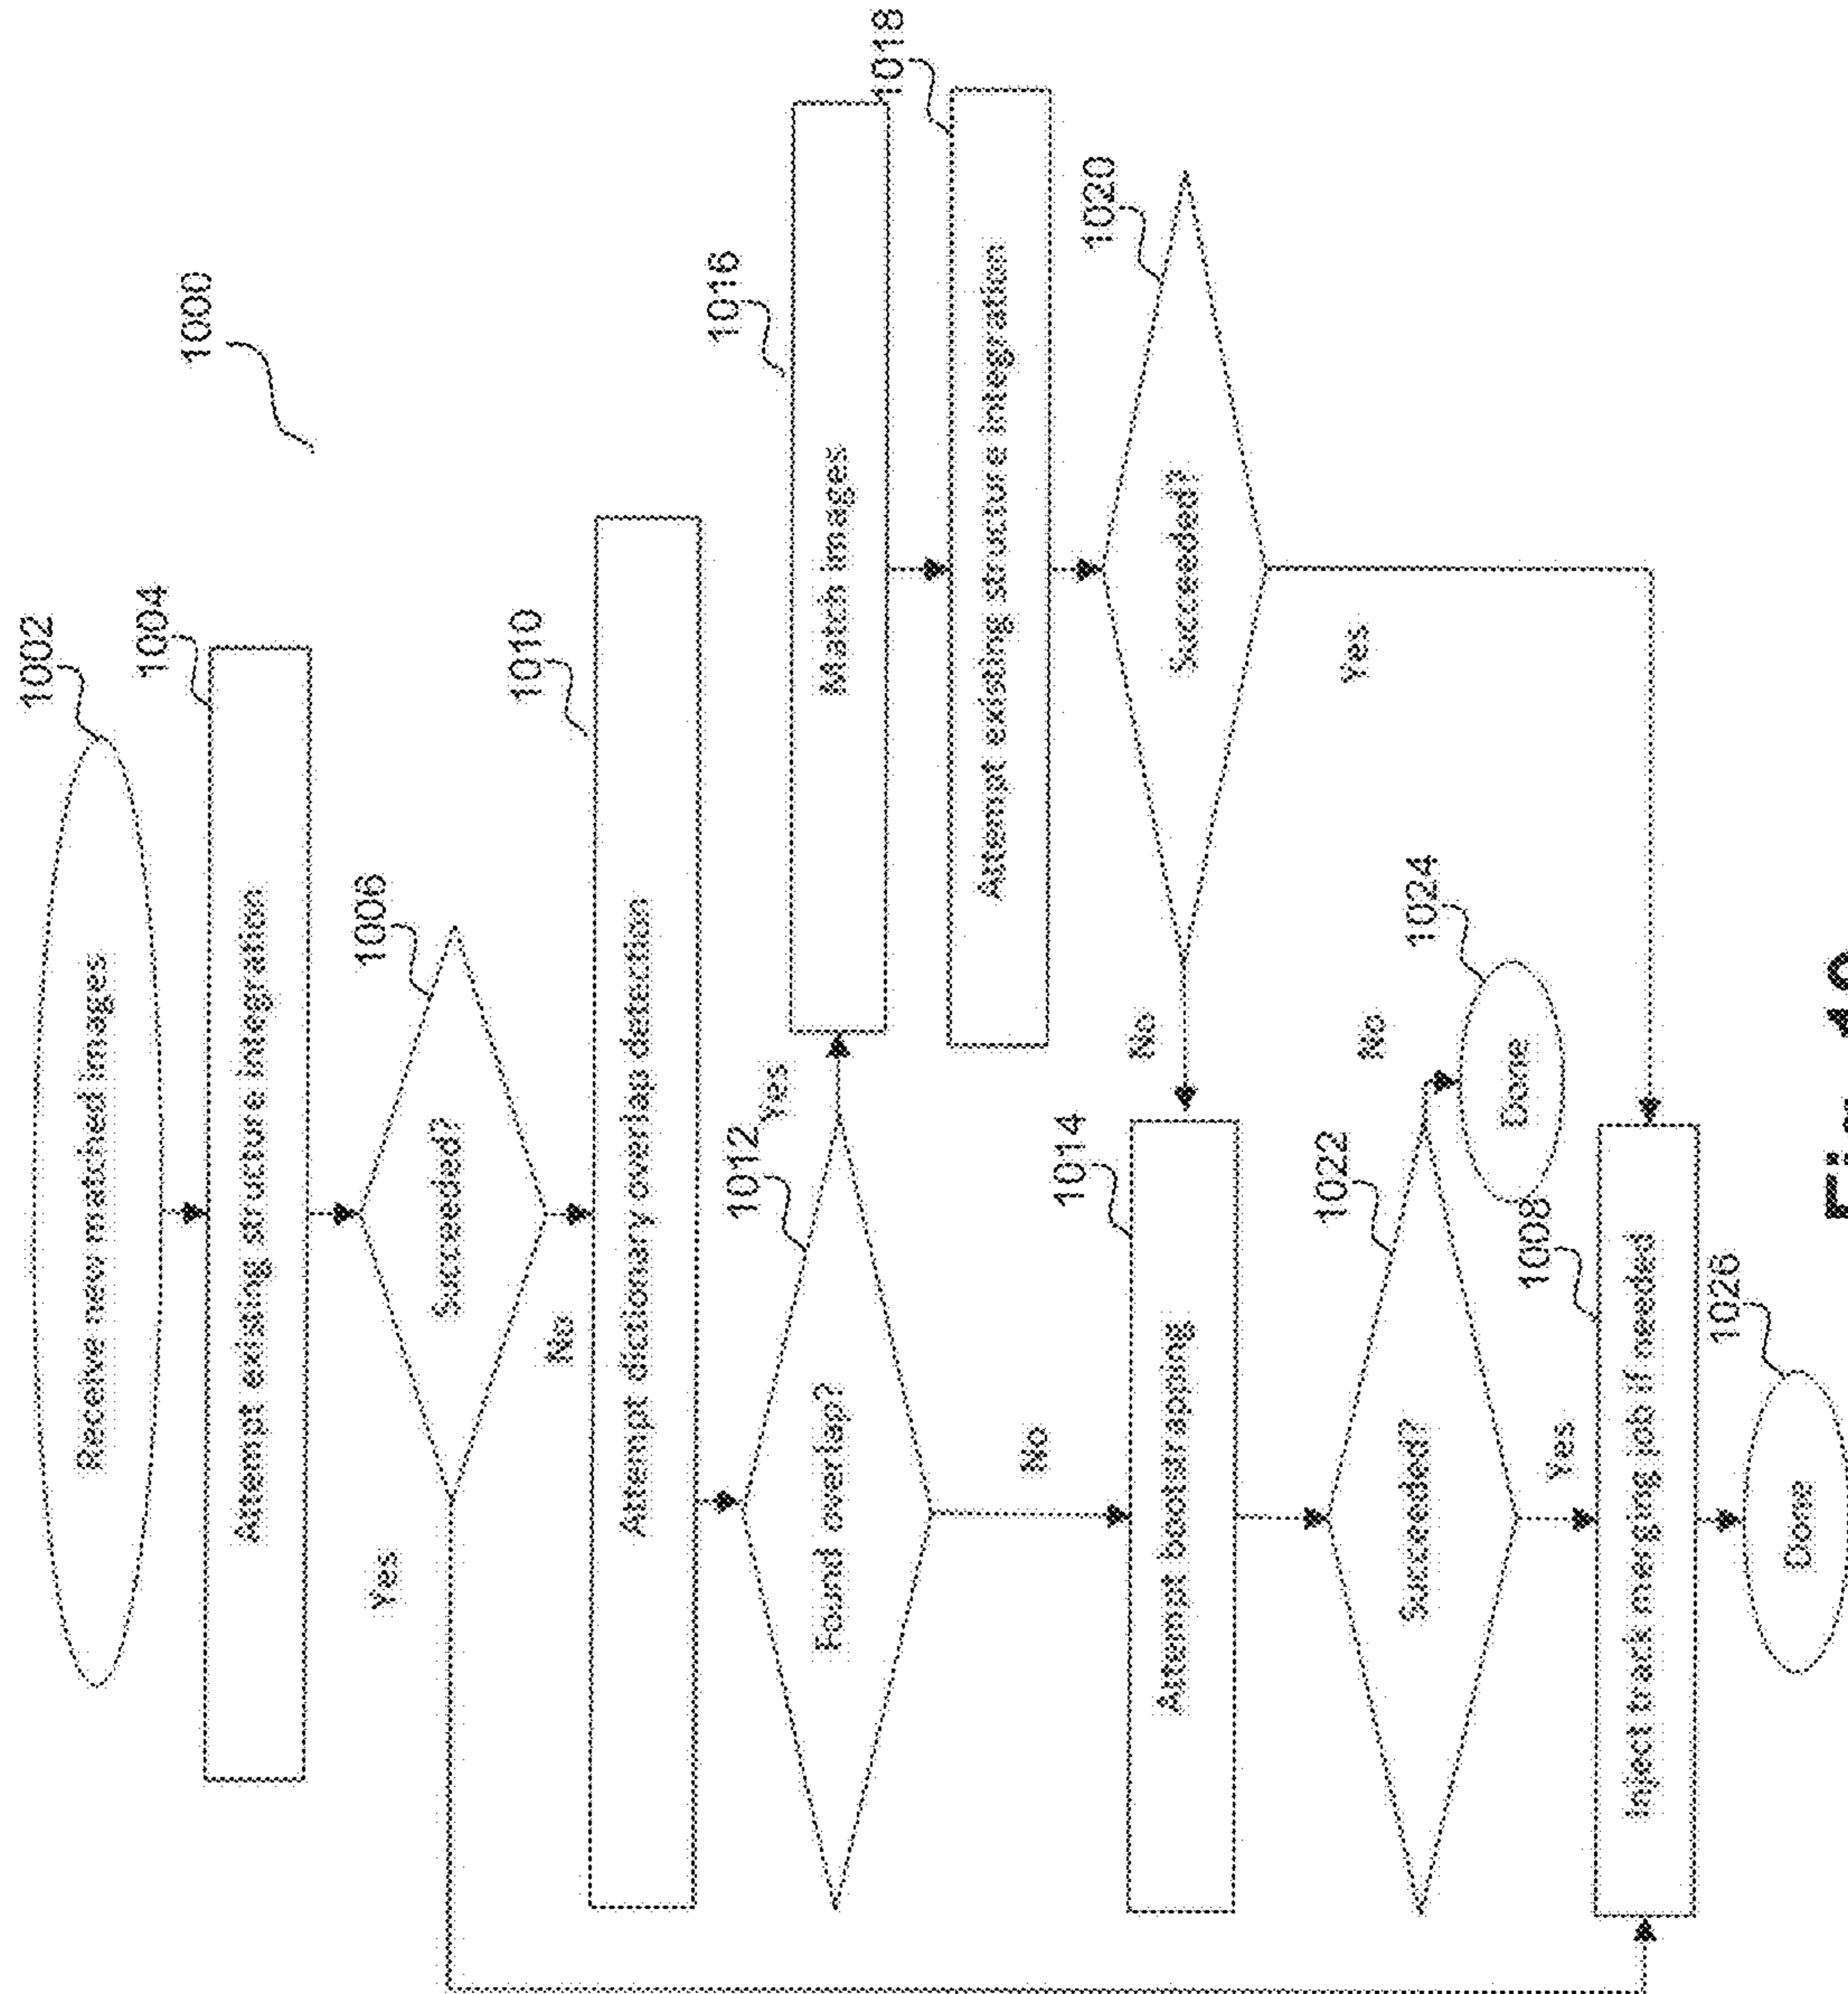 1000
1002
Receive new matched images
1004
Attempt existing structure integration
1006
Succeeded?
Yes
No
1010
Attempt dictionary overlap detection
1012
Found overlap?
Yes
No
1016
Match images
1018
Attempt existing structure integration
1020
Succeeded?
No
Yes
1014
Attempt bootstrapping
1022
Succeeded?
No
Yes
1024
Done
1008
Inject track merging job if needed
1026
Done